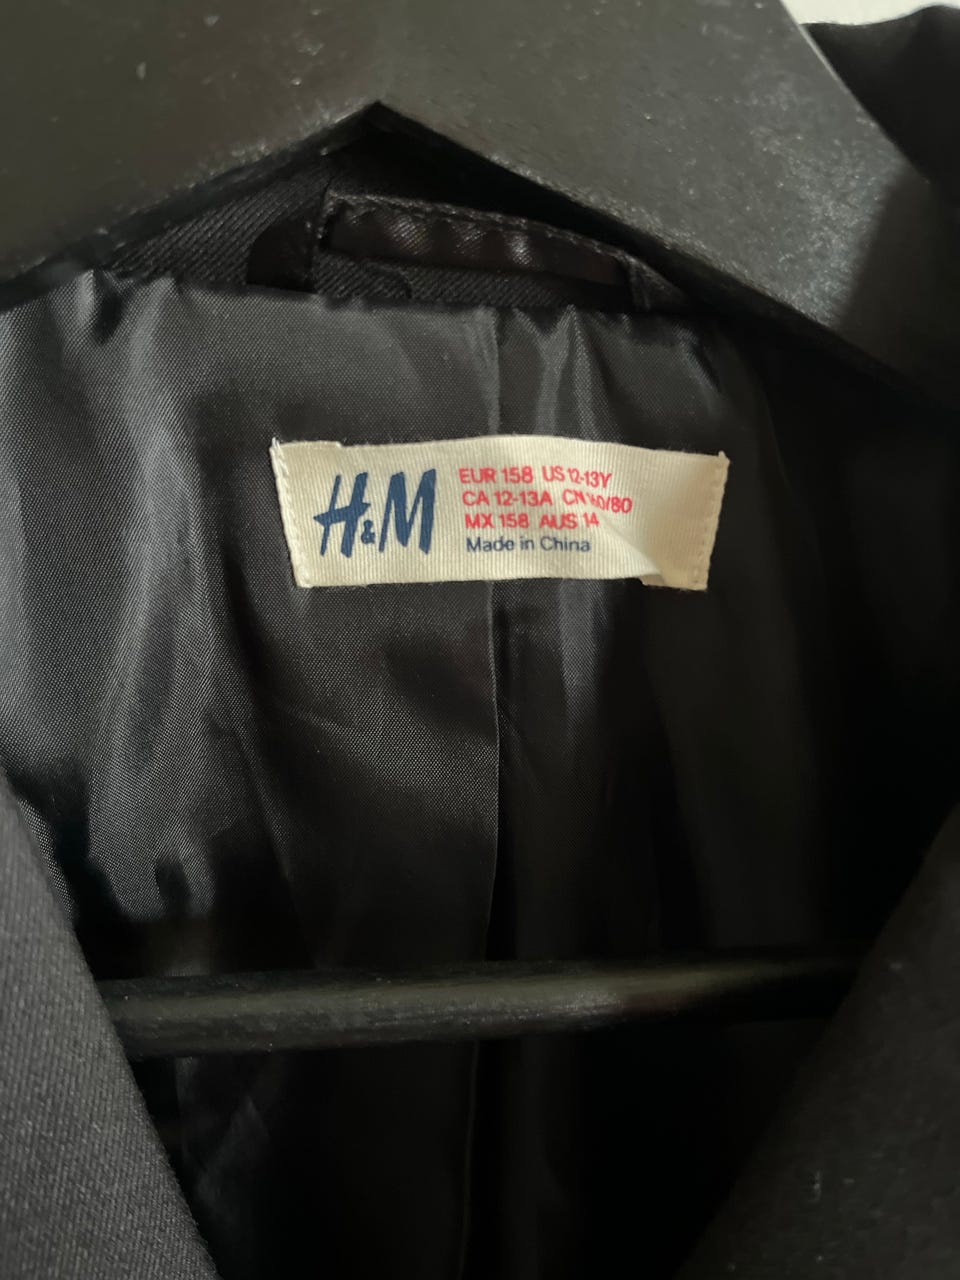 H&M
EUR 158 US 12-13Y
CA 12-13A CN 160/80
MX 158 AUS 14
Made in China